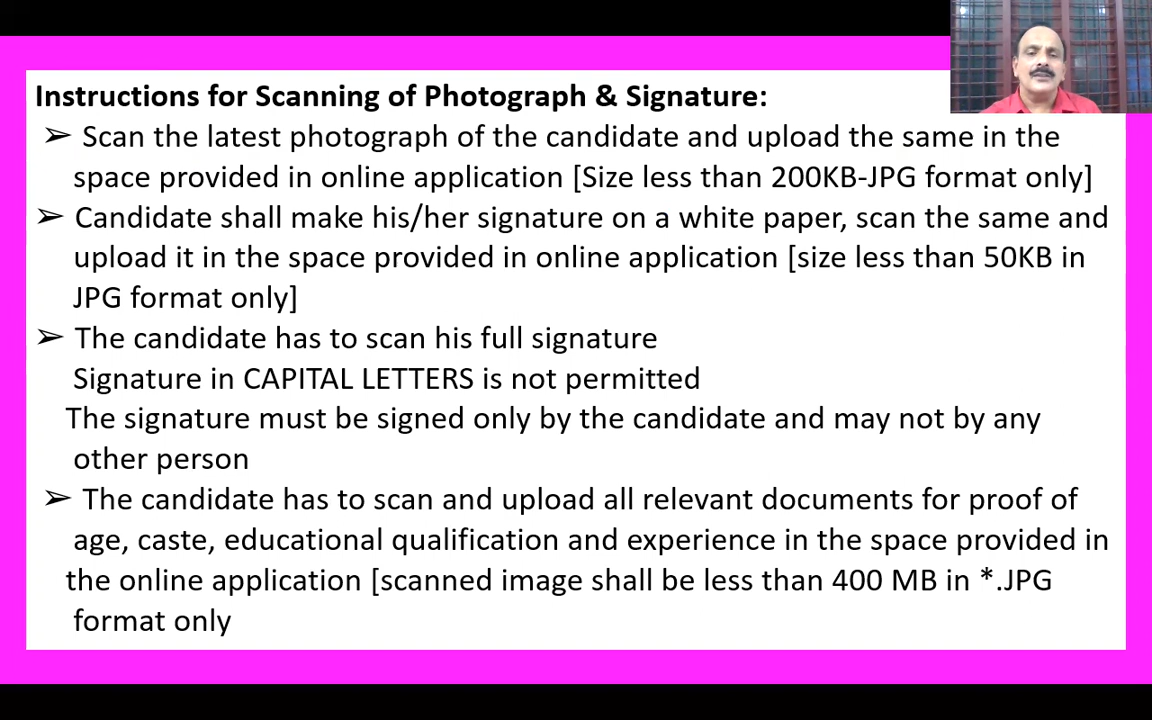 Instructions for Scanning of Photograph & Signature:
➢ Scan the latest photograph of the candidate and upload the same in the
space provided in online application [Size less than 200KB-JPG format only]
➢ Candidate shall make his/her signature on a white paper, scan the same and
upload it in the space provided in online application [size less than 50KB in
JPG format only]
➢ The candidate has to scan his full signature
Signature in CAPITAL LETTERS is not permitted
The signature must be signed only by the candidate and may not by any
other person
➢ The candidate has to scan and upload all relevant documents for proof of
age, caste, educational qualification and experience in the space provided in
the online application [scanned image shall be less than 400 MB in *.JPG
format only